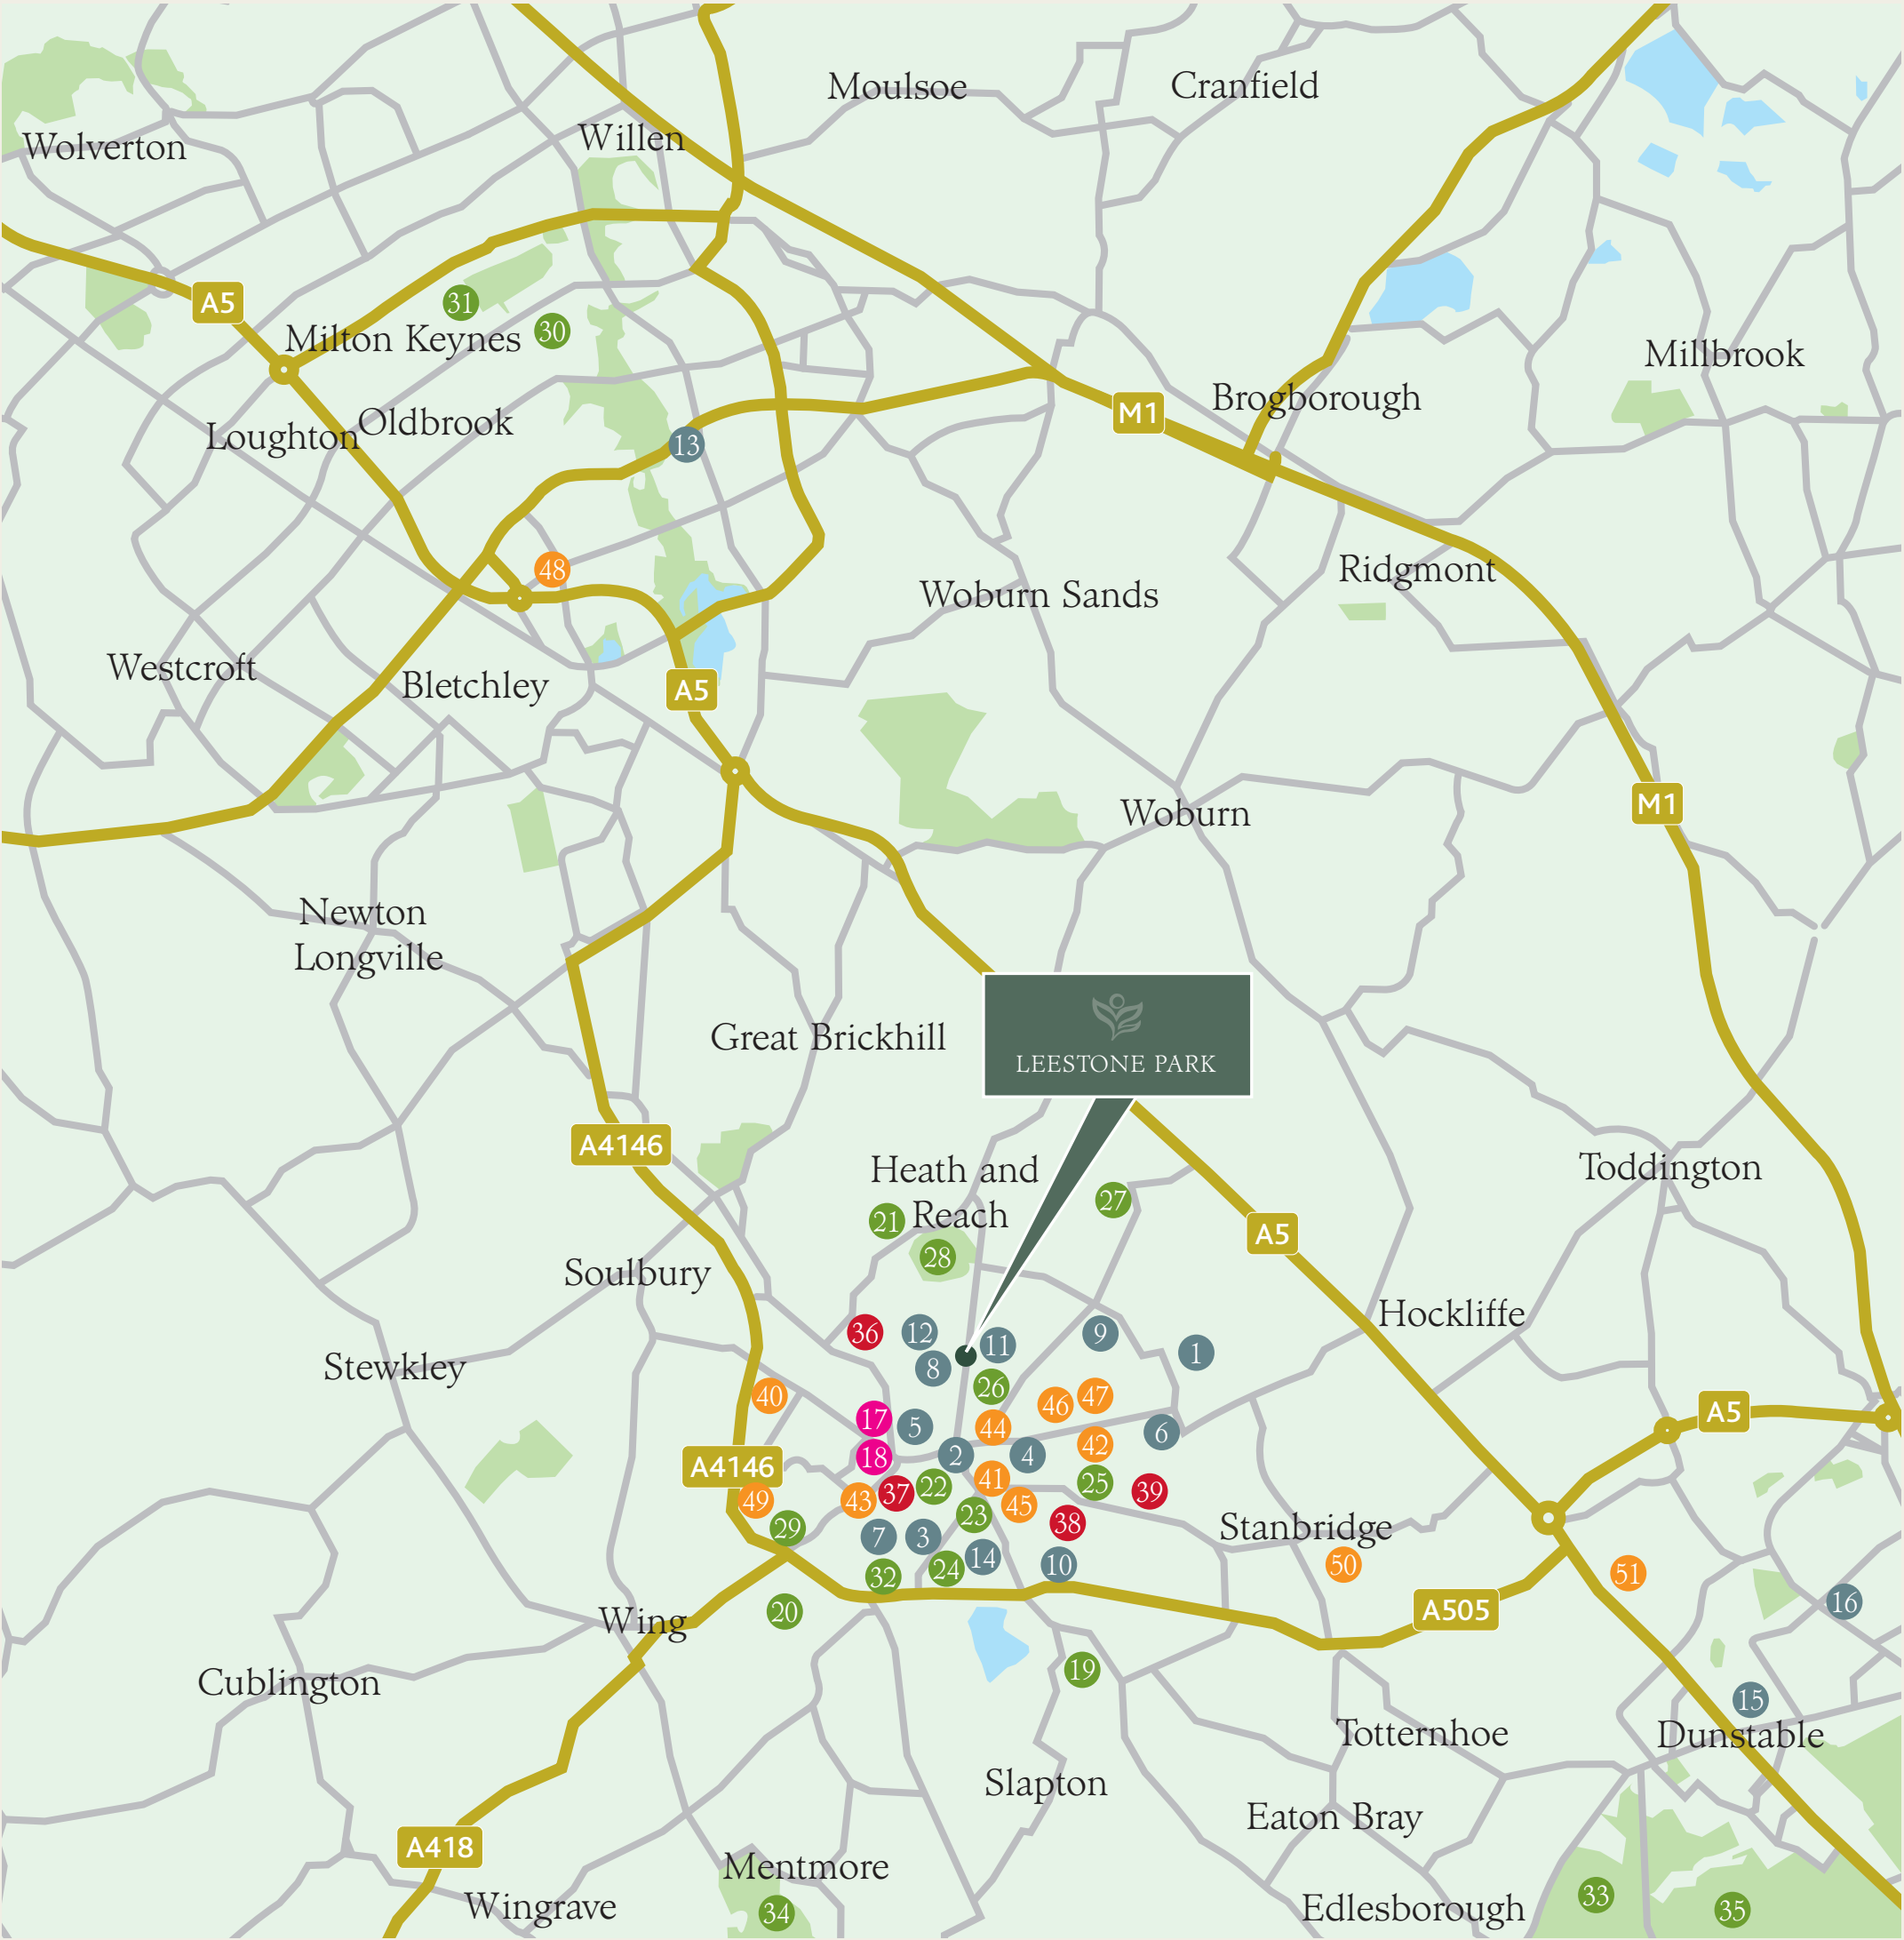 Moulsoe
Cranfield
Willen
Wolverton
A5
31
30
Milton Keynes
Millbrook
Brogborough
M1
Oldbrook
Loughton
13
48
Ridgmont
Woburn Sands
Westcroft
Bletchley
A5
M1
Woburn
Newton
Longville
Great Brickhill
LEESTONE PARK
A4146
Heath and
Reach
Toddington
27
21
28
A5
Soulbury
Hockliffe
36
12
11
9
1
8
Stewkley
26
40
46
47
A5
17
5
44
6
42
18
2
4
A4146
41
25
22
39
37
43
49
45
23
38
29
Stanbridge
7
3
14
10
50
24
32
51
16
A505
20
Wing
19
Cublington
15
Totternhoe
Dunstable
Slapton
Eaton Bray
A418
Mentmore
33
Wingrave
Edlesborough
34
35